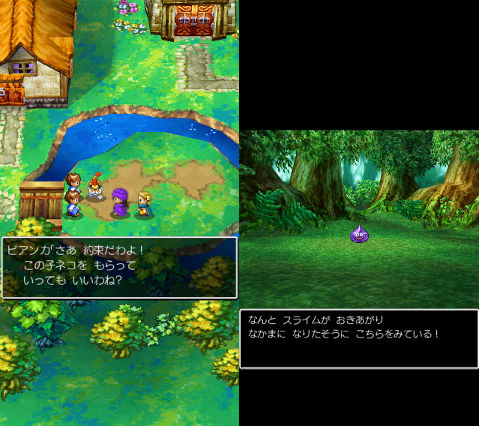 ビアンカ「さあ 約束だわよ！
この子ネコを もらって
いっても いいわね？
なんと スライムが おきあがり
なかまに なりたそうに こちらをみている！